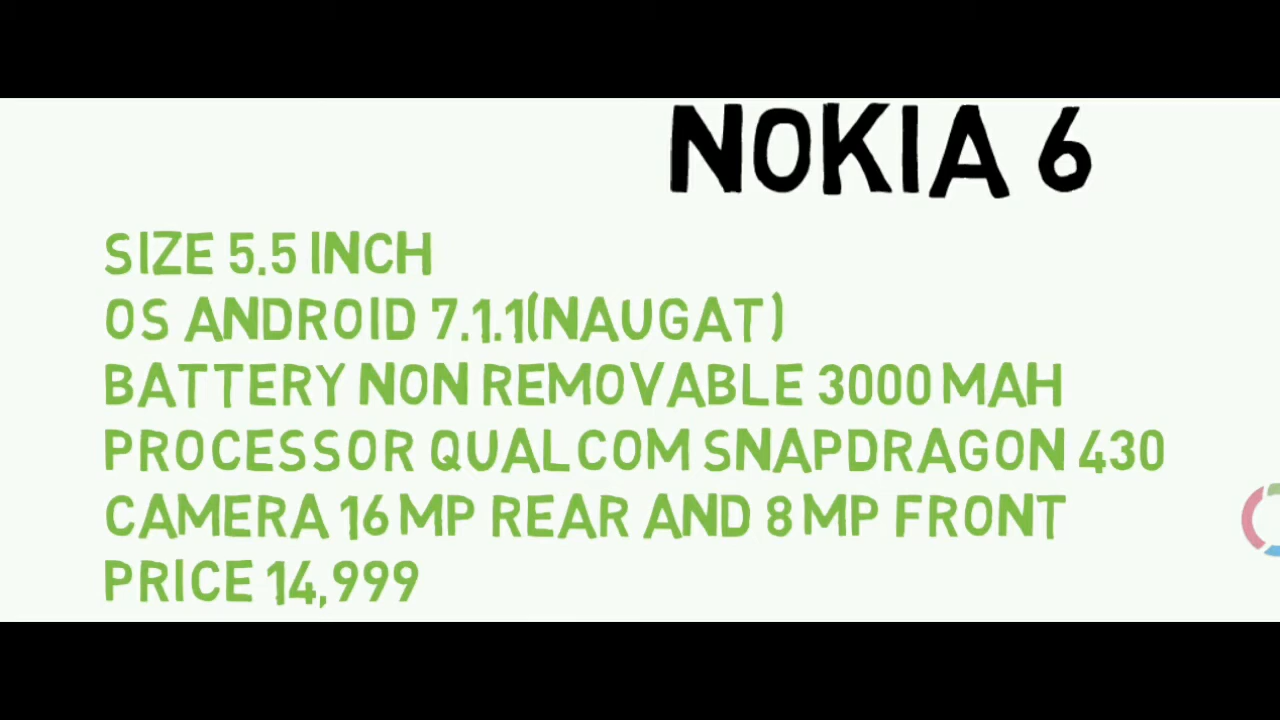 NOKIA 6
SIZE 5.5 INCH
OS ANDROID 7.1.1(NAUGAT)
BATTERY NON REMOVABLE 3000 MAH
PROCESSOR QUALCOM SNAPDRAGON 430
CAMERA 16 MP REAR AND 8 MP FRONT
PRICE 14,999